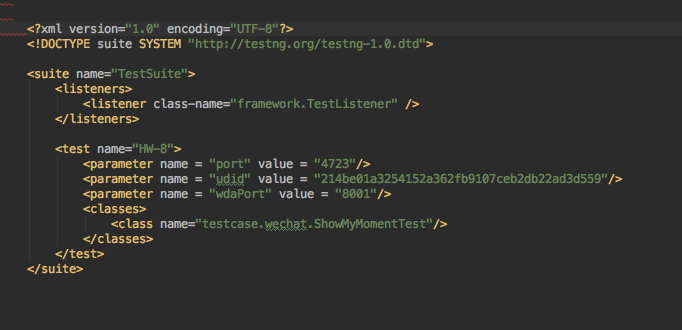 <?xml version="1.0" encoding="UTF-8"?>
<!DOCTYPE suite SYSTEM "http://testng.org/testng-1.0.dtd">
<suite name="TestSuite">
<listeners>
<listener class-name="framework.TestListener" />
</listeners>
<test name="HW-8">
<parameter name = "port" value = "4723"/>
<parameter name = "udid" value = "214be01a3254152a362fb9107ceb2db22ad3d559"/>
<parameter name = "wdaPort" value = "8001"/>
<classes>
<class name="testcase.wechat.ShowMyMomentTest"/>
</classes>
</test>
</suite>